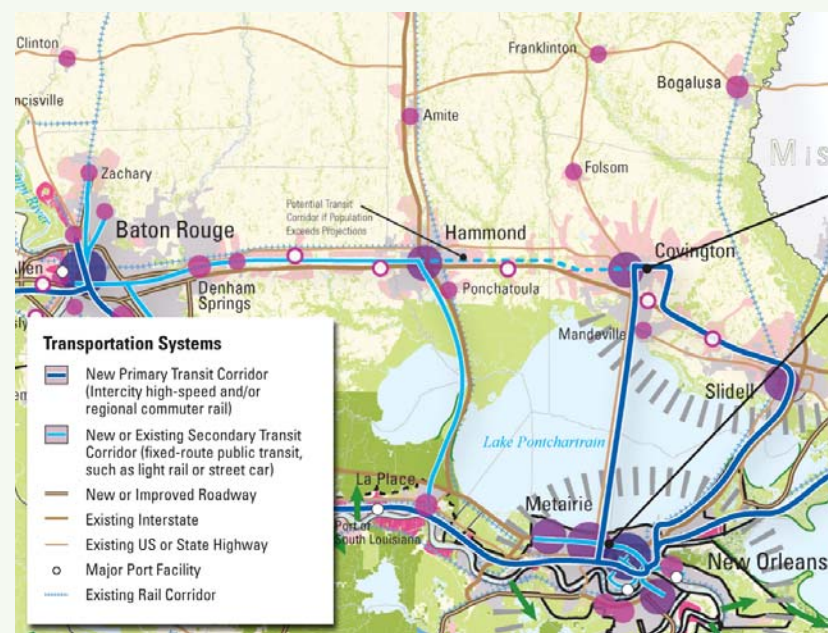 Clinton
Franklinton
Bogalusa
ncisville
Amite
Mis
Zachary
Folsom
River
Potential Transit
Corridor if Population
Exceeds Projections
Baton Rouge
Hammond
Covington
Allen
Denham
Springs
Ponchatoula
Mandeville
Slidell
Lake Pontchartrain
La Place
Metairie
Port of
South Louisiana
New Orleans
Transportation Systems
New Primary Transit Corridor
(Intercity high-speed and/or
regional commuter rail)
New or Existing Secondary Transit
Corridor (fixed-route public transit,
such as light rail or street car)
New or Improved Roadway
Existing Interstate
Existing US or State Highway
Major Port Facility
Existing Rail Corridor